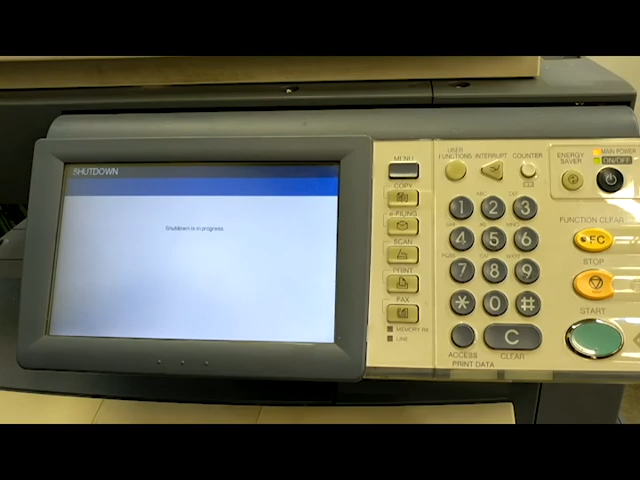 SHUTDOWN
Shutdown is in progress.
MENU
COPY
e-FILING
SCAN
PRINT
FAX
MEMORY RX
LINE
USER
FUNCTIONS
INTERRUPT
COUNTER
ENERGY
SAVER
MAIN POWER
ON/OFF
ABC
DEF
1 2 3
4 5 6
7 8 9
* 0 #
C
ACCESS
CLEAR
PRINT DATA
FUNCTION CLEAR
FC
STOP
START